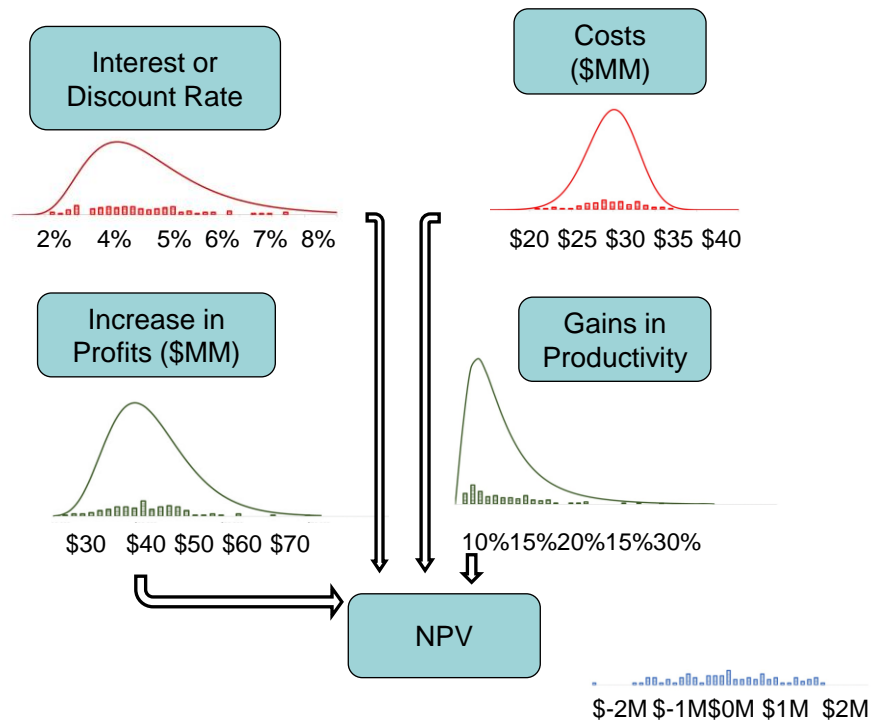 Interest or
Discount Rate
Costs
($MM)
2% 4% 5% 6% 7% 8%
$20 $25 $30 $35 $40
Increase in
Profits ($MM)
Gains in
Productivity
$30 $40 $50 $60 $70
10%15%20%15%30%
NPV
$-2M $-1M$0M $1M $2M